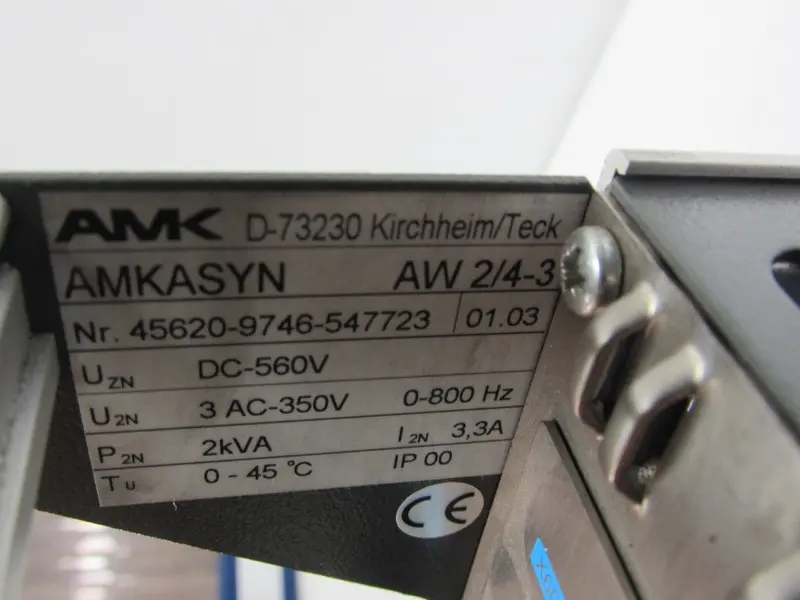 AMK D-73230 Kirchheim/Teck
AMKASYN AW 2/4-3
Nr. 45620-9746-547723 01.03
UZN DC-560V
U2N 3 AC-350V 0-800 Hz
P2N 2kVA I2N 3,3A
Tu 0 - 45 °C IP 00
CE